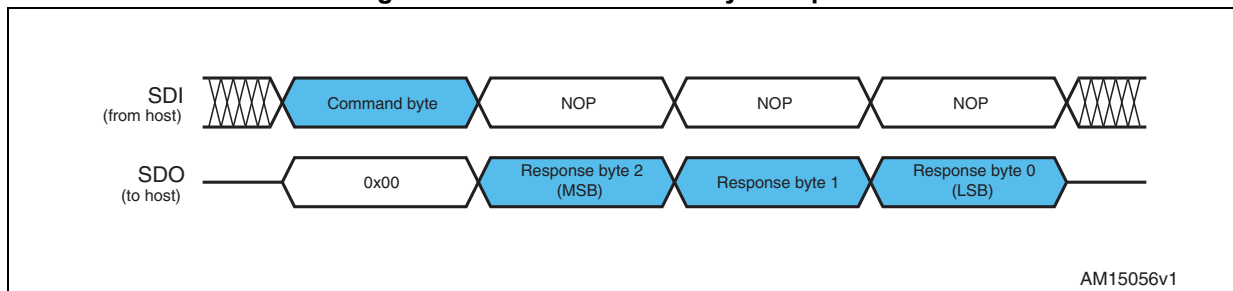 SDI
(from host)
Command byte
NOP
NOP
NOP
SDO
(to host)
0x00
Response byte 2
(MSB)
Response byte 1
Response byte 0
(LSB)
AM15056v1